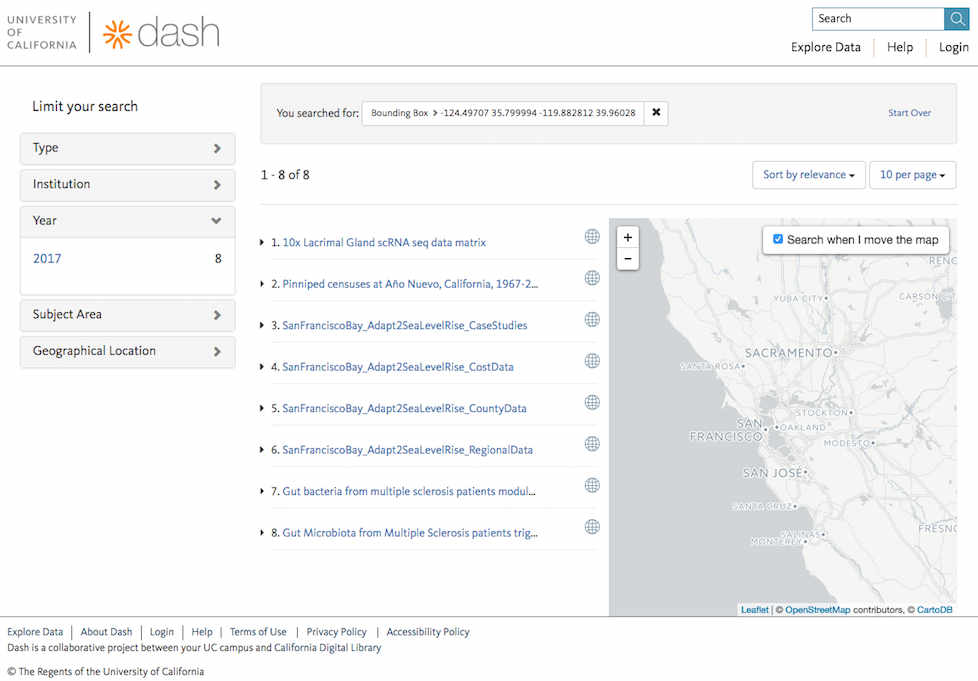 UNIVERSITY
OF
CALIFORNIA
dash
Search
Explore Data
Help
Login
Limit your search
Type
Institution
Year
2017 8
Subject Area
Geographical Location
You searched for: Bounding Box > -124.49707 35.799994 -119.882812 39.96028 ✖
Start Over
1 - 8 of 8
Sort by relevance
10 per page
1. 10x Lacrimal Gland scRNA seq data matrix
2. Pinniped censuses at Año Nuevo, California, 1967-2...
3. SanFranciscoBay_Adapt2SeaLevelRise_CaseStudies
4. SanFranciscoBay_Adapt2SeaLevelRise_CostData
5. SanFranciscoBay_Adapt2SeaLevelRise_CountyData
6. SanFranciscoBay_Adapt2SeaLevelRise_RegionalData
7. Gut bacteria from multiple sclerosis patients modul...
8. Gut Microbiota from Multiple Sclerosis patients trig...
+
−
Search when I move the map
RENO
YUBA CITY
CARSON
SACRAMENTO
SANTA ROSA
STOCKTON
SAN
FRANCISCO
OAKLAND
MODESTO
SAN JOSÉ
SANTA CRUZ
SALINAS
MONTEREY
FRESNO
Leaflet | © OpenStreetMap contributors, © CartoDB
Explore Data | About Dash | Login | Help | Terms of Use | Privacy Policy | Accessibility Policy
Dash is a collaborative project between your UC campus and California Digital Library
© The Regents of the University of California